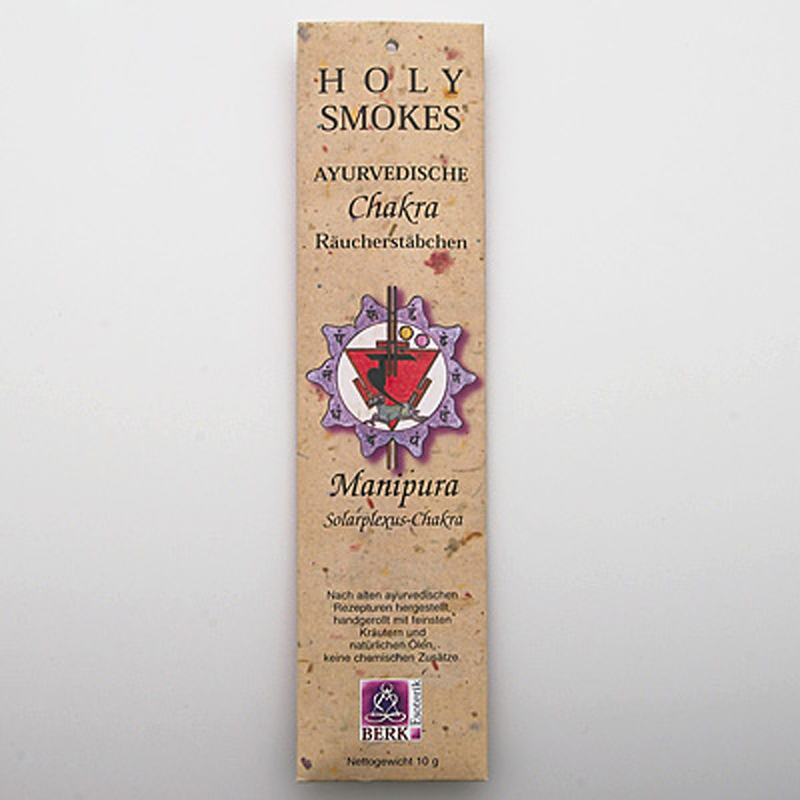 HOLY
SMOKES
AYURVEDISCHE
Chakra
Räucherstäbchen
Manipura
Solarplexus-Chakra
Nach alten ayurvedischen
Rezepturen hergestellt,
handgerollt mit feinsten
Kräutern und
natürlichen Ölen,
keine chemischen Zusätze.
BERK
Esoterik
Nettogewicht 10 g